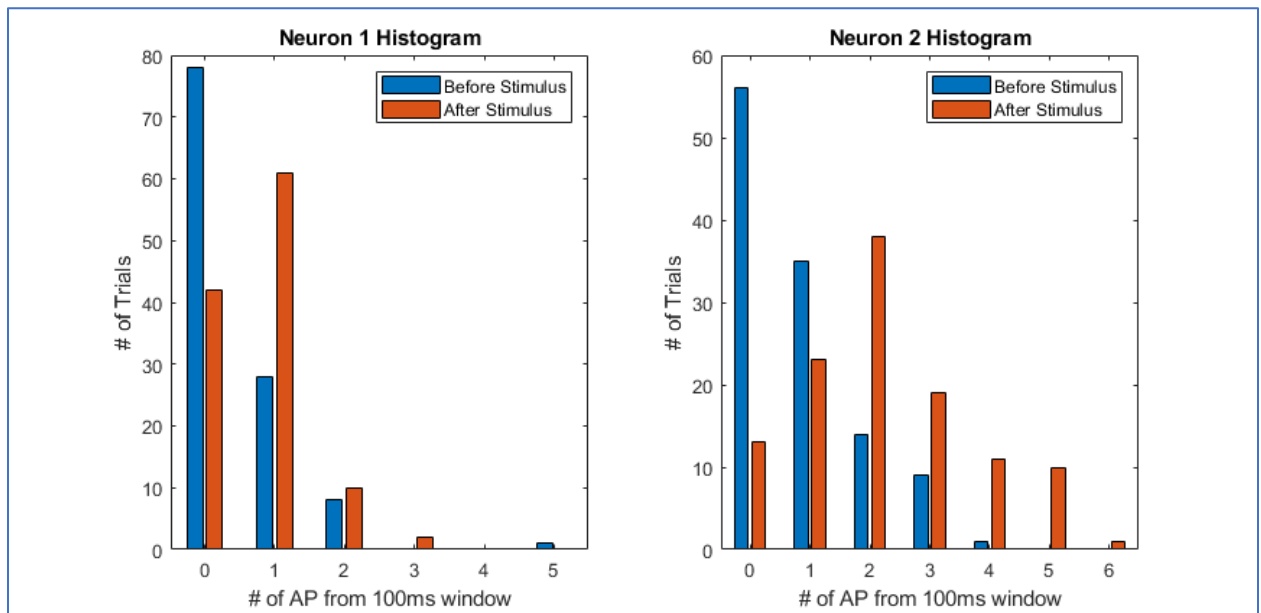 Neuron 1 Histogram
80
70
60
50
40
30
20
10
0
# of Trials
Before Stimulus
After Stimulus
0 1 2 3 4 5
# of AP from 100ms window
Neuron 2 Histogram
60
50
40
30
20
10
0
# of Trials
Before Stimulus
After Stimulus
0 1 2 3 4 5 6
# of AP from 100ms window